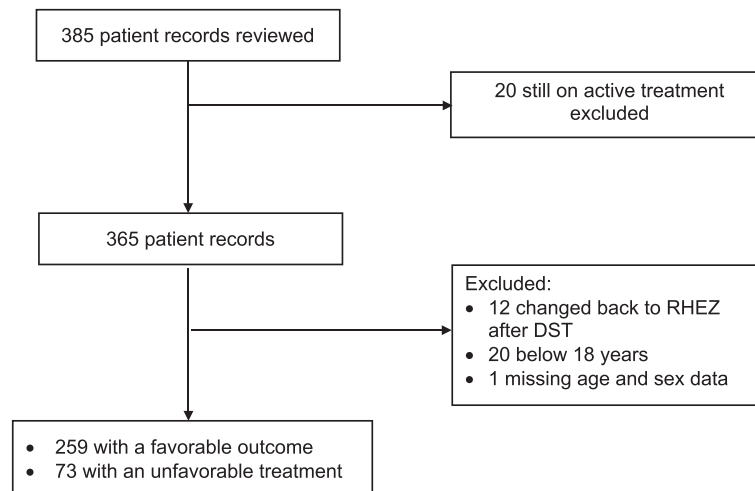 385 patient records reviewed
20 still on active treatment
excluded
365 patient records
Excluded:
• 12 changed back to RHEZ
after DST
• 20 below 18 years
• 1 missing age and sex data
• 259 with a favorable outcome
• 73 with an unfavorable treatment